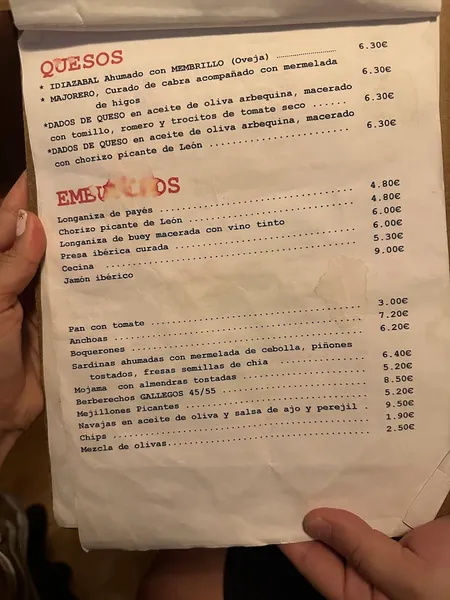 QUESOS
* IDIAZABAL Ahumado con MEMBRILLO (Oveja) .................. 6.30€
* MAJORERO, Curado de cabra acompañado con mermelada
de higos 6.30€
*DADOS DE QUESO en aceite de oliva arbequina, macerado
con tomillo, romero y trocitos de tomate seco ...... 6.30€
*DADOS DE QUESO en aceite de oliva arbequina, macerado
con chorizo picante de León ........................ 6.30€
EMBUTIDOS
Longaniza de payés ................................. 4.80€
Chorizo picante de León ............................ 4.80€
Longaniza de buey macerada con vino tinto 6.00€
Presa ibérica curada ............................... 6.00€
Cecina ............................................. 5.30€
Jamón ibérico 9.00€
Pan con tomate ..................................... 3.00€
Anchoas ............................................ 7.20€
Boquerones ......................................... 6.20€
Sardinas ahumadas con mermelada de cebolla, piñones
tostados, fresas semillas de chia .................. 6.40€
Mojama con almendras tostadas ...................... 5.20€
Berberechos GALLEGOS 45/55 ......................... 8.50€
Mejillones Picantes ................................ 5.20€
Navajas en aceite de oliva y salsa de ajo y perejil . 9.50€
Chips .............................................. 1.90€
Mezcla de olivas.................................... 2.50€